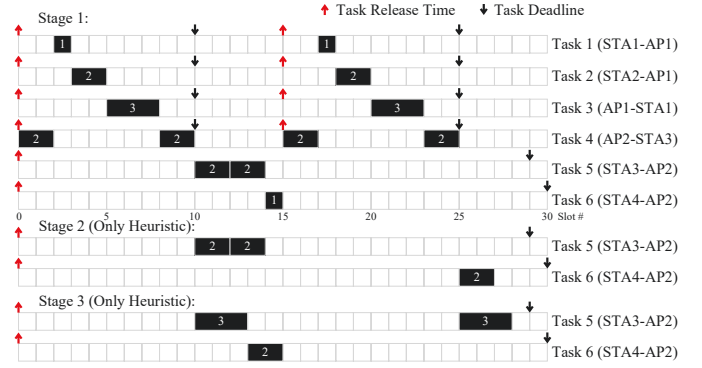 Stage 1: Task Release Time Task Deadline
1 1 Task 1 (STA1-AP1)
2 2 Task 2 (STA2-AP1)
3 3 Task 3 (AP1-STA1)
2 2 2 2 Task 4 (AP2-STA3)
2 2 Task 5 (STA3-AP2)
1 Task 6 (STA4-AP2)
0 5 10 15 20 25 30 Slot #
Stage 2 (Only Heuristic):
2 2 Task 5 (STA3-AP2)
2 Task 6 (STA4-AP2)
Stage 3 (Only Heuristic):
3 3 Task 5 (STA3-AP2)
2 Task 6 (STA4-AP2)